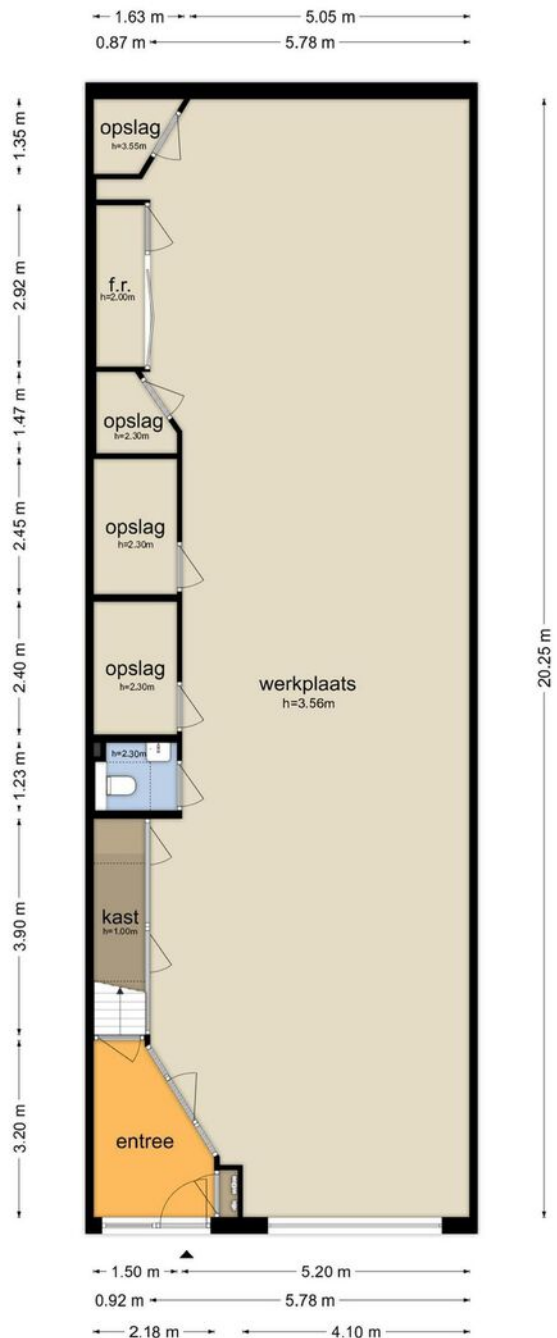 1.63 m 5.05 m
0.87 m 5.78 m
1.35 m
opslag
h=3.55m
2.92 m
f.r.
h=2.00m
1.47 m
opslag
h=2.30m
2.45 m
opslag
h=2.30m
2.40 m
opslag
h=2.30m
werkplaats
h=3.56m
20.25 m
1.23 m
h=2.30m
3.90 m
kast
h=1.00m
3.20 m
entree
1.50 m 5.20 m
0.92 m 5.78 m
2.18 m 4.10 m